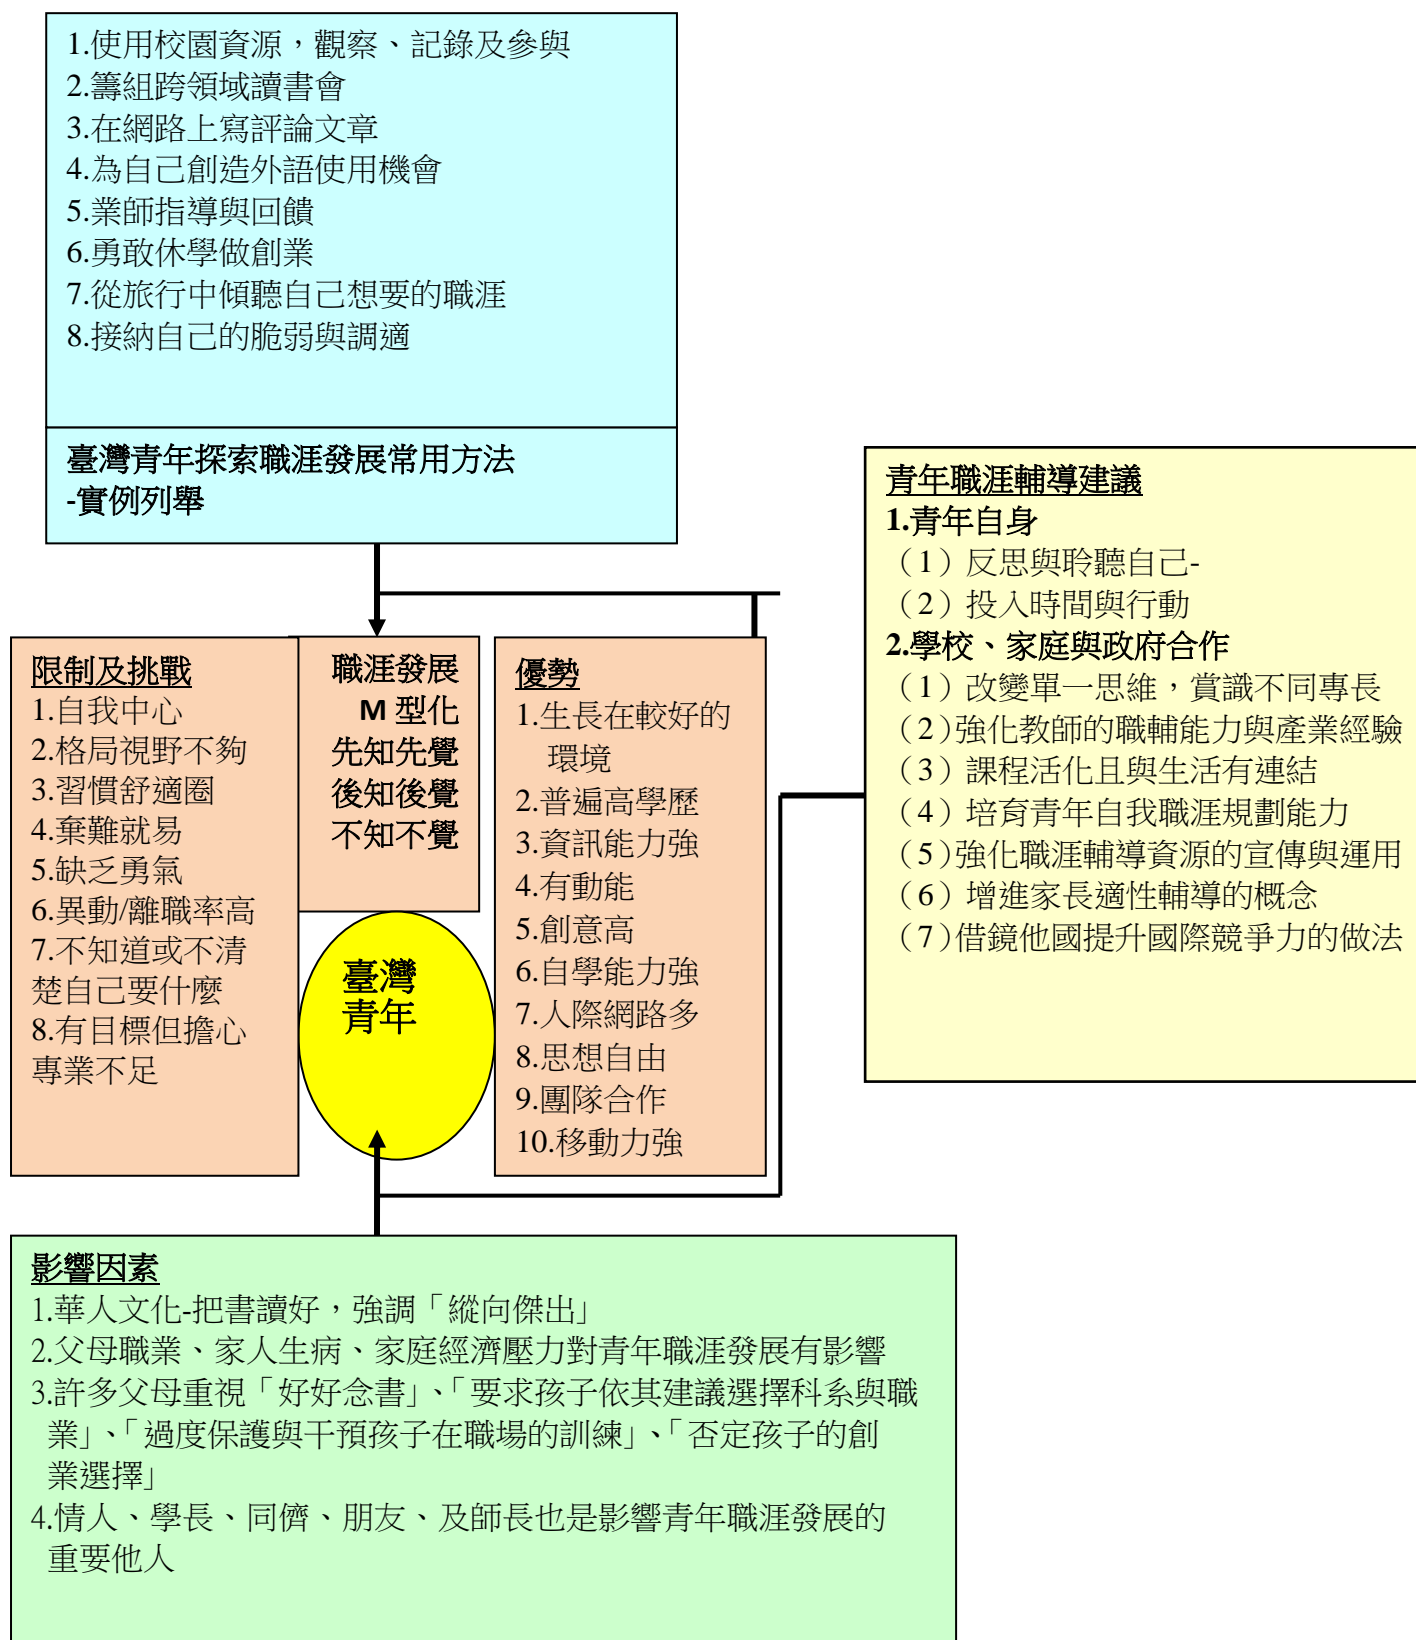 1.使用校園資源，觀察、記錄及參與
2.籌組跨領域讀書會
3.在網路上寫評論文章
4.為自己創造外語使用機會
5.業師指導與回饋
6.勇敢休學做創業
7.從旅行中傾聽自己想要的職涯
8.接納自己的脆弱與調適
臺灣青年探索職涯發展常用方法
-實例列舉
限制及挑戰
1.自我中心
2.格局視野不夠
3.習慣舒適圈
4.棄難就易
5.缺乏勇氣
6.異動/離職率高
7.不知道或不清
楚自己要什麼
8.有目標但擔心
專業不足
職涯發展
M 型化
先知先覺
後知後覺
不知不覺
臺灣
青年
優勢
1.生長在較好的
環境
2.普遍高學歷
3.資訊能力強
4.有動能
5.創意高
6.自學能力強
7.人際網路多
8.思想自由
9.團隊合作
10.移動力強
青年職涯輔導建議
1.青年自身
（1）反思與聆聽自己-
（2）投入時間與行動
2.學校、家庭與政府合作
（1）改變單一思維，賞識不同專長
（2）強化教師的職輔能力與產業經驗
（3）課程活化且與生活有連結
（4）培育青年自我職涯規劃能力
（5）強化職涯輔導資源的宣傳與運用
（6）增進家長適性輔導的概念
（7）借鏡他國提升國際競爭力的做法
影響因素
1.華人文化-把書讀好，強調「縱向傑出」
2.父母職業、家人生病、家庭經濟壓力對青年職涯發展有影響
3.許多父母重視「好好念書」、「要求孩子依其建議選擇科系與職
業」、「過度保護與干預孩子在職場的訓練」、「否定孩子的創
業選擇」
4.情人、學長、同儕、朋友、及師長也是影響青年職涯發展的
重要他人